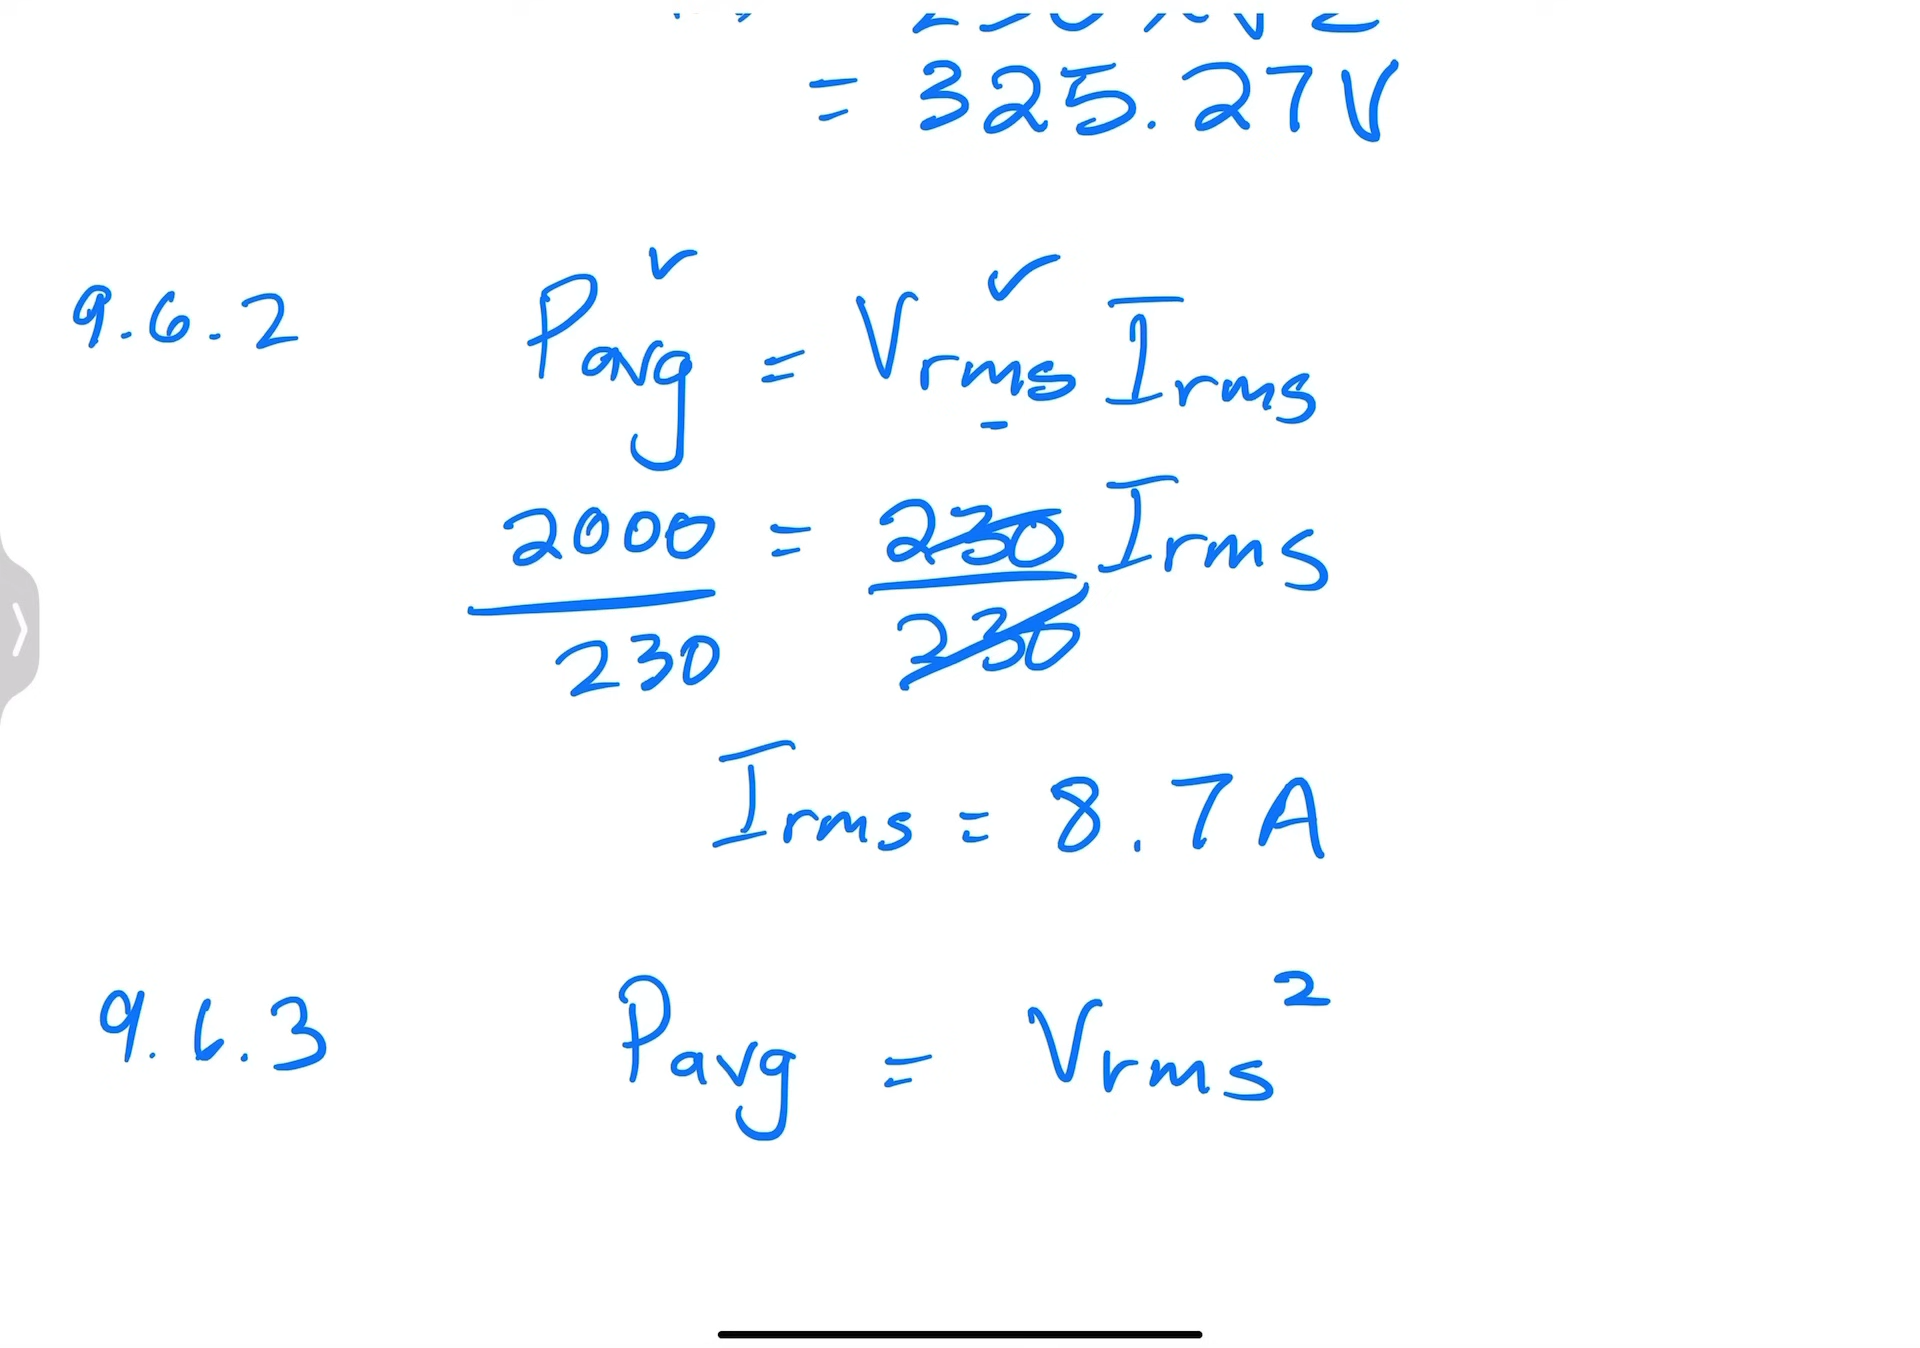 = 325.27V
9.6.2 Pavg = Vrms Irms
2000 = 230 Irms
230 230
Irms = 8.7A
9.6.3 Pavg = Vrms²